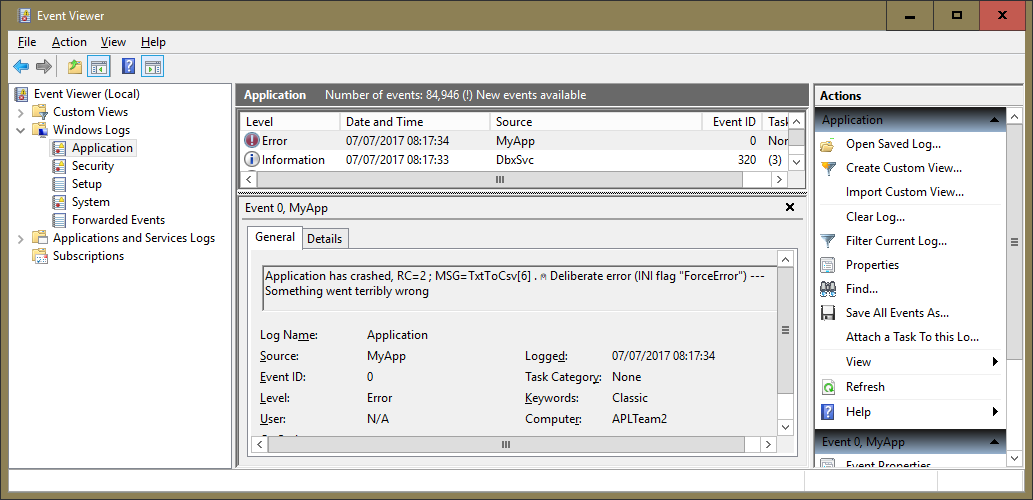 Event Viewer
File Action View Help
Event Viewer (Local)
Custom Views
Windows Logs
Application
Security
Setup
System
Forwarded Events
Applications and Services Logs
Subscriptions
Application Number of events: 84,946 (!) New events available
Level Date and Time Source Event ID Task
Error 07/07/2017 08:17:34 MyApp 0 Nor
Information 07/07/2017 08:17:33 DbxSvc 320 (3)
Event 0, MyApp
General Details
Application has crashed, RC=2 ; MSG=TxtToCsv[6] . ⍝ Deliberate error (INI flag "ForceError") ---
Something went terribly wrong
Log Name: Application
Source: MyApp Logged: 07/07/2017 08:17:34
Event ID: 0 Task Category: None
Level: Error Keywords: Classic
User: N/A Computer: APLTeam2
Actions
Application
Open Saved Log...
Create Custom View...
Import Custom View...
Clear Log...
Filter Current Log...
Properties
Find...
Save All Events As...
Attach a Task To this Lo...
View
Refresh
Help
Event 0, MyApp
Event Properties